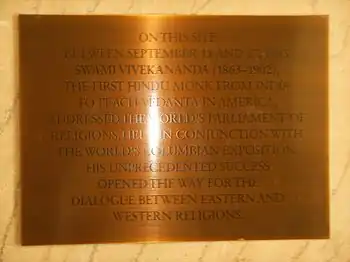 ON THIS SITE
BETWEEN SEPTEMBER 11 AND 27, 1893
SWAMI VIVEKANANDA (1863–1902),
THE FIRST HINDU MONK FROM INDIA
TO TEACH VEDANTA IN AMERICA,
ADDRESSED THE WORLD'S PARLIAMENT OF
RELIGIONS, HELD IN CONJUNCTION WITH
THE WORLD'S COLUMBIAN EXPOSITION.
HIS UNPRECEDENTED SUCCESS
OPENED THE WAY FOR THE
DIALOGUE BETWEEN EASTERN AND
WESTERN RELIGIONS.